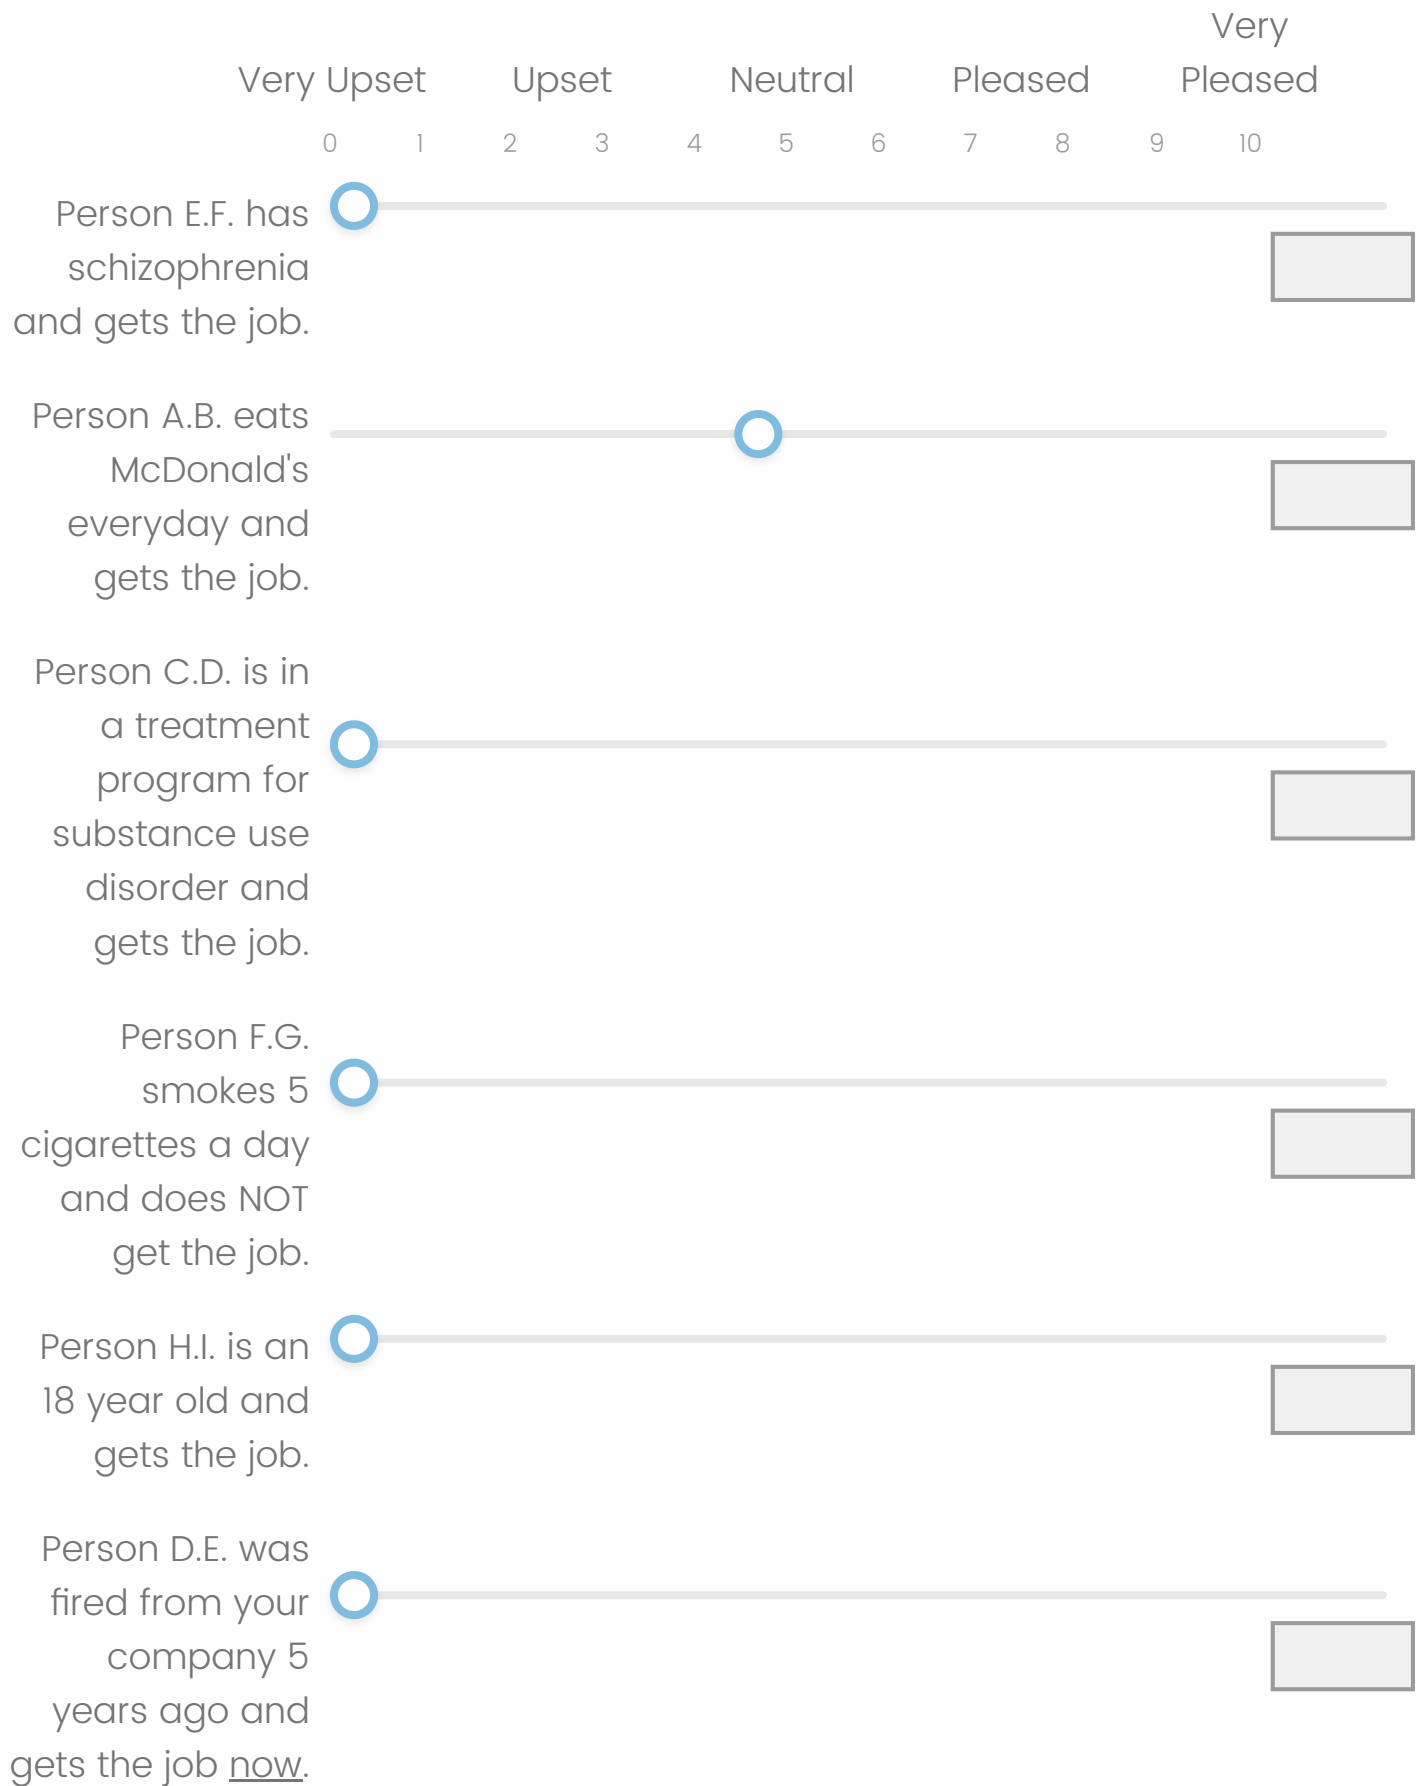 Very
Very Upset Upset Neutral Pleased Pleased
0 1 2 3 4 5 6 7 8 9 10
Person E.F. has
schizophrenia
and gets the job.
Person A.B. eats
McDonald's
everyday and
gets the job.
Person C.D. is in
a treatment
program for
substance use
disorder and
gets the job.
Person F.G.
smokes 5
cigarettes a day
and does NOT
get the job.
Person H.I. is an
18 year old and
gets the job.
Person D.E. was
fired from your
company 5
years ago and
gets the job now.